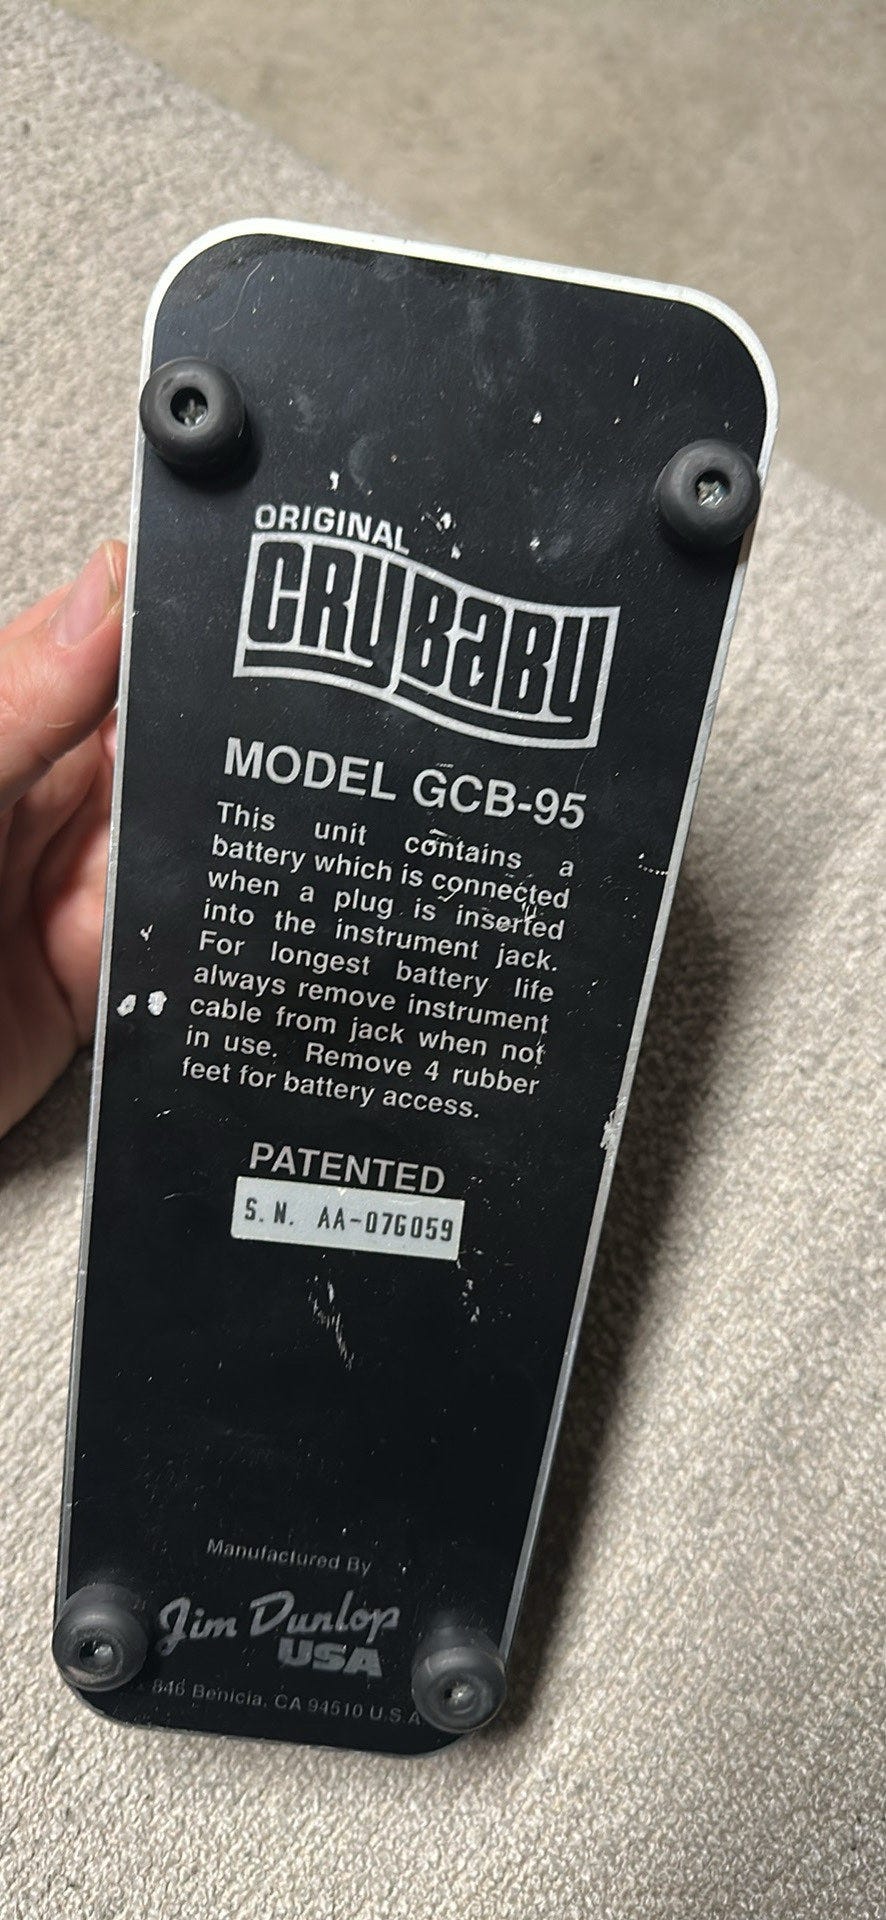 ORIGINAL
CRYBaBY
MODEL GCB-95
This unit contains a
battery which is connected
when a plug is inserted
into the instrument jack.
For longest battery life
always remove instrument
cable from jack when not
in use. Remove 4 rubber
feet for battery access.
PATENTED
S.N. AA-07G059
Manufactured By
Jim Dunlop
USA
846 Benicia, CA 94510 U.S.A